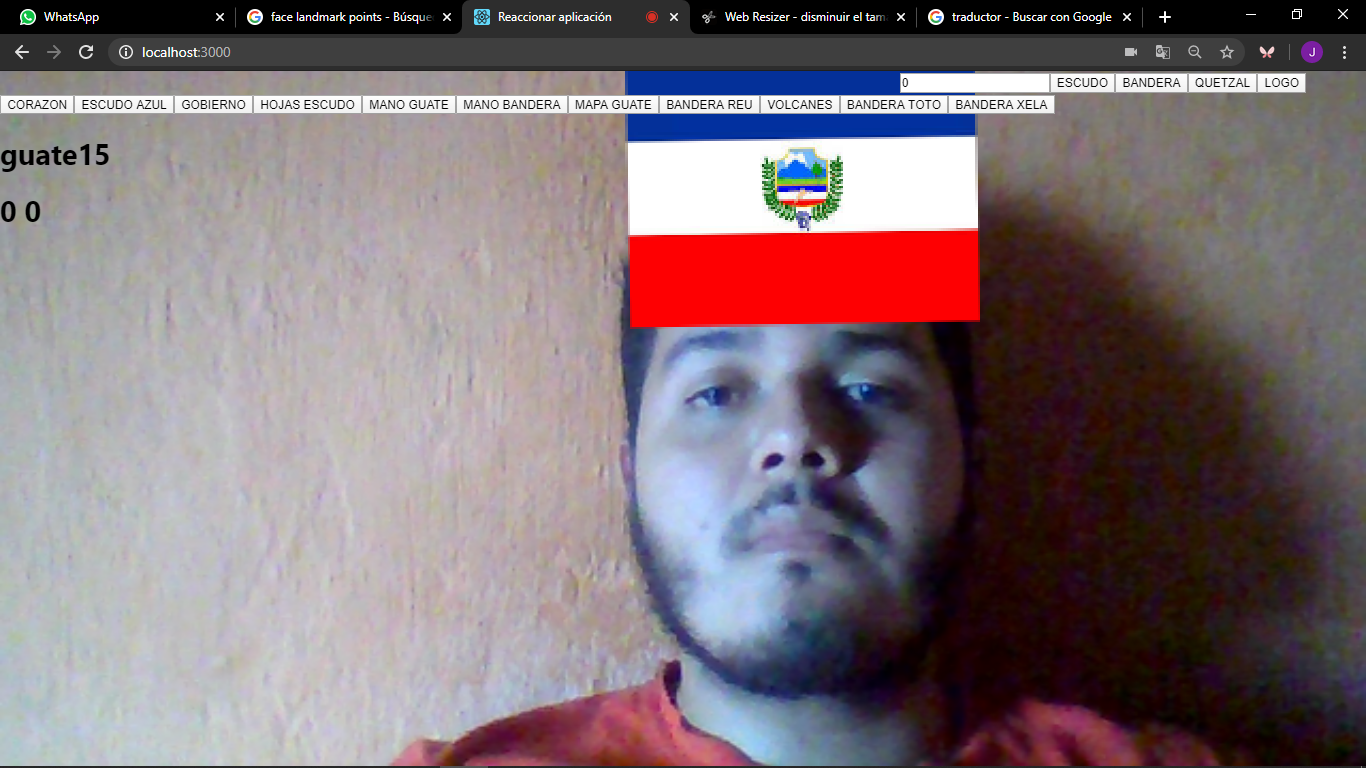 WhatsApp
face landmark points - Búsque
Reaccionar aplicación
Web Resizer - disminuir el tam
traductor - Buscar con Google
localhost:3000
J
0
ESCUDO
BANDERA
QUETZAL
LOGO
CORAZON
ESCUDO AZUL
GOBIERNO
HOJAS ESCUDO
MANO GUATE
MANO BANDERA
MAPA GUATE
BANDERA REU
VOLCANES
BANDERA TOTO
BANDERA XELA
guate15
0 0